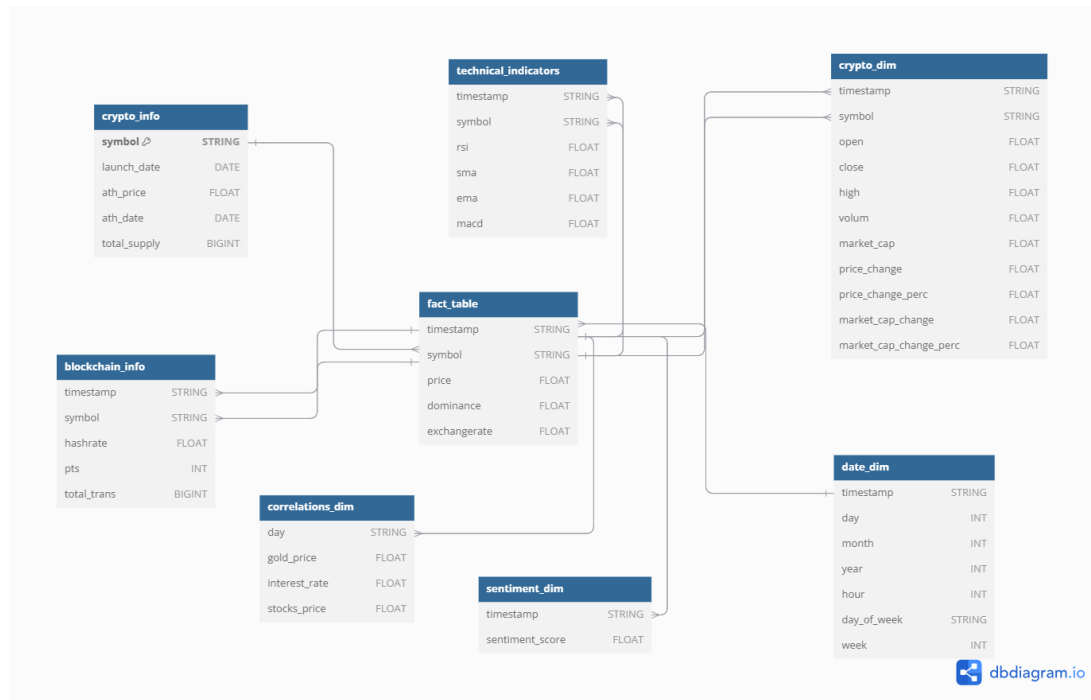 crypto_info
symbol STRING
launch_date DATE
ath_price FLOAT
ath_date DATE
total_supply BIGINT
technical_indicators
timestamp STRING
symbol STRING
rsi FLOAT
sma FLOAT
ema FLOAT
macd FLOAT
crypto_dim
timestamp STRING
symbol STRING
open FLOAT
close FLOAT
high FLOAT
volum FLOAT
market_cap FLOAT
price_change FLOAT
price_change_perc FLOAT
market_cap_change FLOAT
market_cap_change_perc FLOAT
fact_table
timestamp STRING
symbol STRING
price FLOAT
dominance FLOAT
exchangerate FLOAT
blockchain_info
timestamp STRING
symbol STRING
hashrate FLOAT
pts INT
total_trans BIGINT
correlations_dim
day STRING
gold_price FLOAT
interest_rate FLOAT
stocks_price FLOAT
sentiment_dim
timestamp STRING
sentiment_score FLOAT
date_dim
timestamp STRING
day INT
month INT
year INT
hour INT
day_of_week STRING
week INT
dbdiagram.io